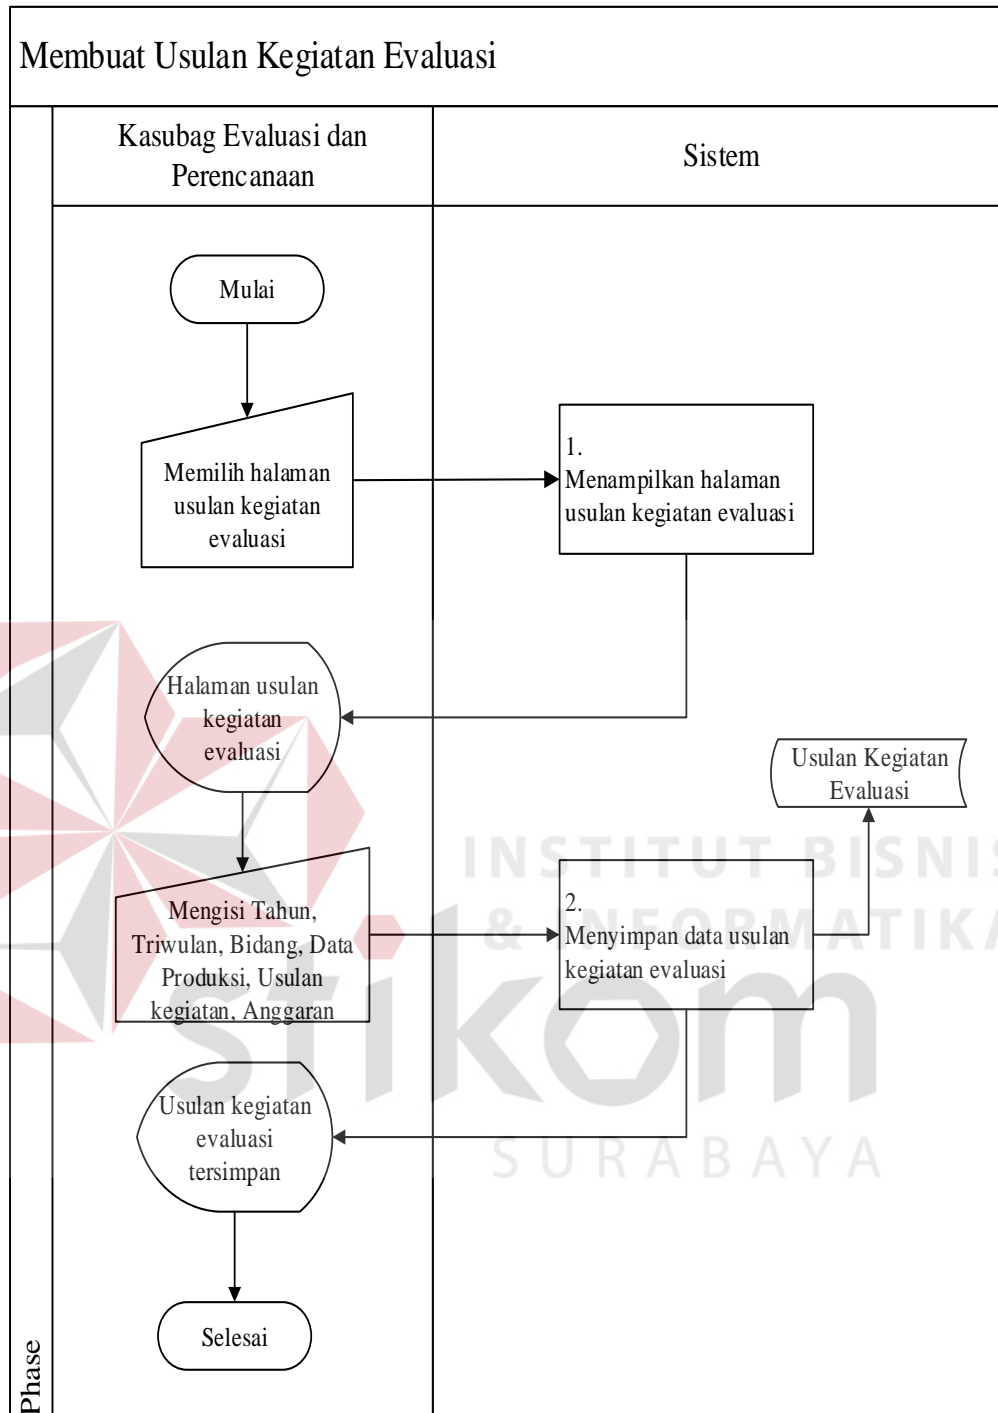 Membuat Usulan Kegiatan Evaluasi
Kasubag Evaluasi dan
Perencanaan
Sistem
Mulai
Memilih halaman
usulan kegiatan
evaluasi
1.
Menampilkan halaman
usulan kegiatan evaluasi
Halaman usulan
kegiatan
evaluasi
Usulan Kegiatan
Evaluasi
Mengisi Tahun,
Triwulan, Bidang, Data
Produksi, Usulan
kegiatan, Anggaran
2.
Menyimpan data usulan
kegiatan evaluasi
Usulan kegiatan
evaluasi
tersimpan
Selesai
Phase
INSTITUT BISNIS
& INFORMATIKA
stikom
SURABAYA